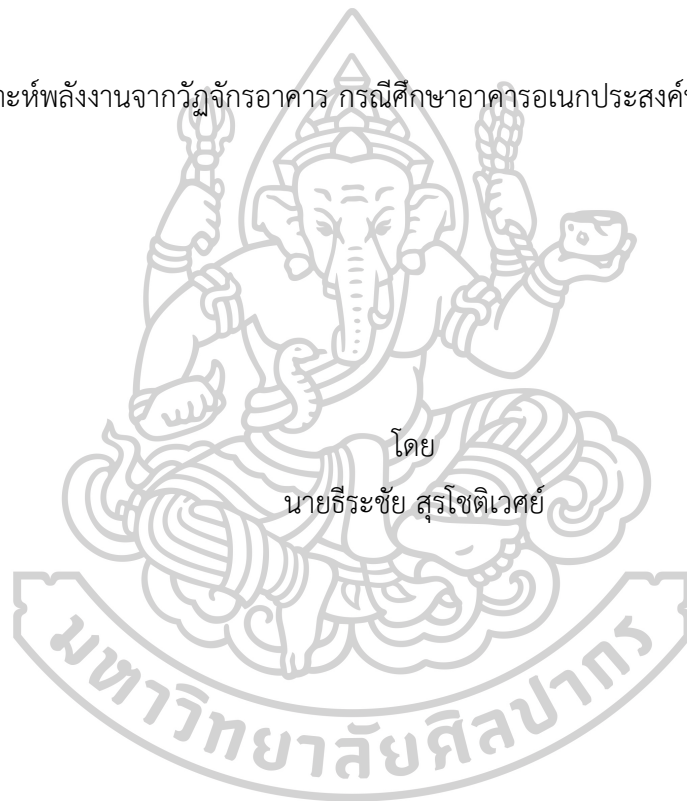 าะห์พลังงานจากวัฏจักรอาคาร กรณีศึกษาอาคารอเนกประสงค์
โดย
นายธีระชัย สุรโชติเวศย์
มหาวิทยาลัยศิลปากร